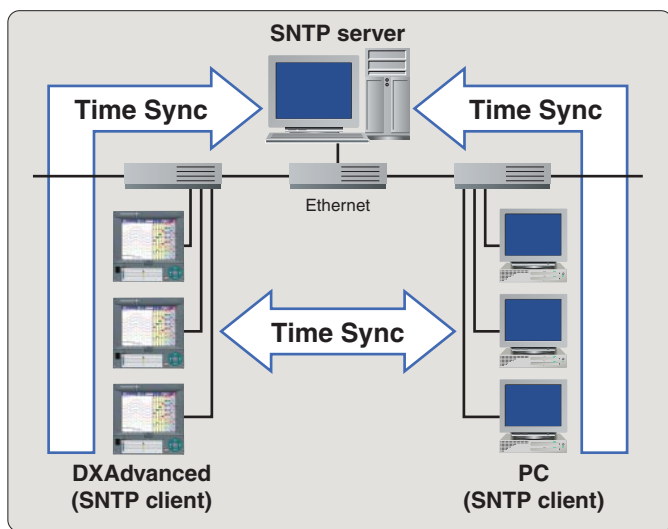 SNTP server
Time Sync
Time Sync
Ethernet
Time Sync
DXAdvanced
(SNTP client)
PC
(SNTP client)